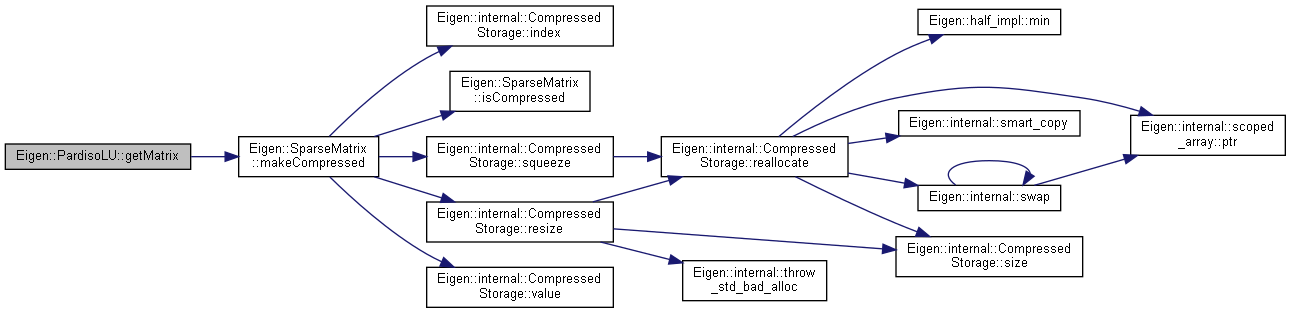 Eigen::PardisoLU::getMatrix
Eigen::SparseMatrix
::makeCompressed
Eigen::internal::Compressed
Storage::index
Eigen::SparseMatrix
::isCompressed
Eigen::internal::Compressed
Storage::squeeze
Eigen::internal::Compressed
Storage::resize
Eigen::internal::Compressed
Storage::value
Eigen::internal::Compressed
Storage::reallocate
Eigen::internal::throw
_std_bad_alloc
Eigen::half_impl::min
Eigen::internal::smart_copy
Eigen::internal::swap
Eigen::internal::Compressed
Storage::size
Eigen::internal::scoped
_array::ptr